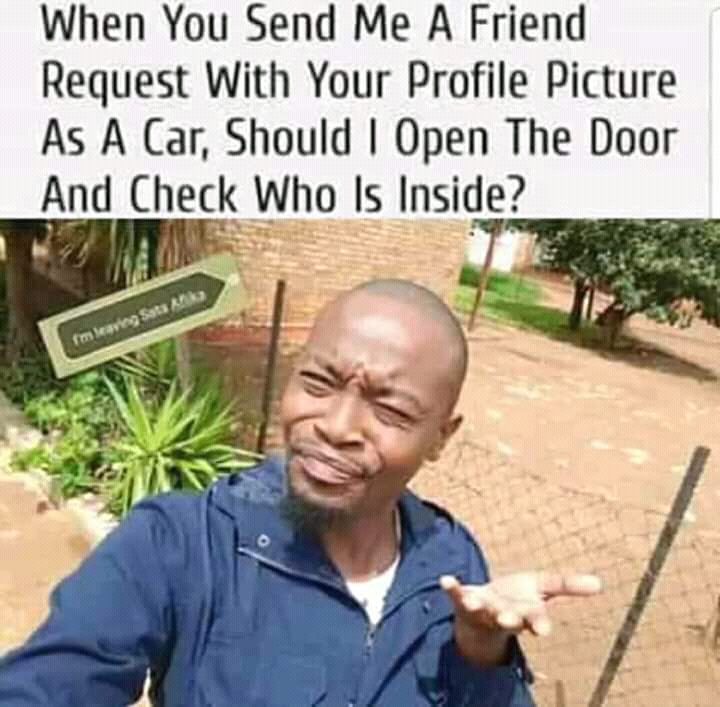 When You Send Me A Friend
Request With Your Profile Picture
As A Car, Should I Open The Door
And Check Who Is Inside?
I'm leaving Sata Afrika